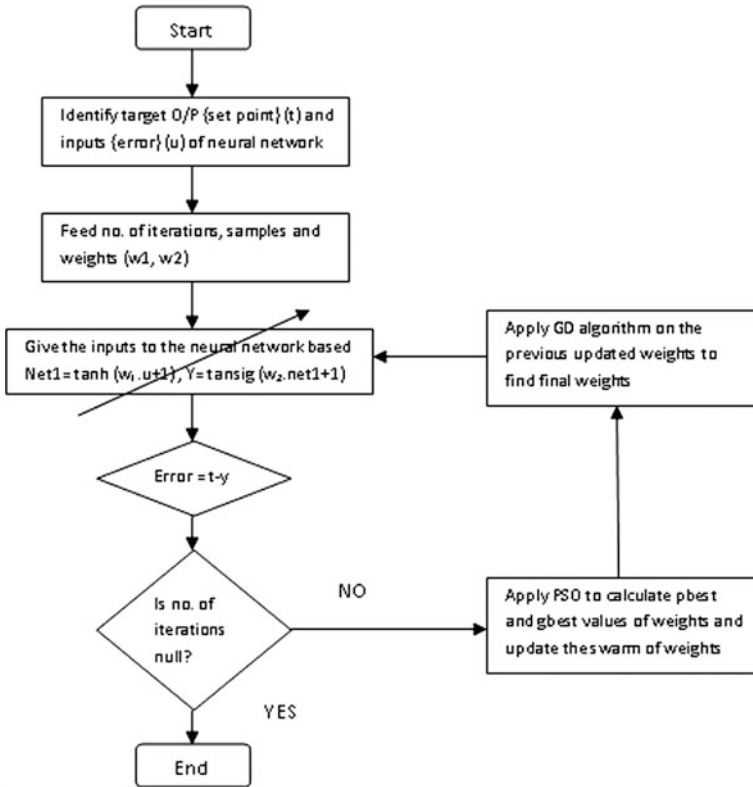 Start
Identify target O/P {set point} (t) and
inputs {error} (u) of neural network
Feed no. of iterations, samples and
weights (w1, w2)
Give the inputs to the neural network based
Net1=tanh (w₁.u+1), Y=tansig (w₂.net1+1)
Error =t-y
Is no. of
iterations
null?
NO
YES
End
Apply PSO to calculate pbest
and gbest values of weights and
update the swarm of weights
Apply GD algorithm on the
previous updated weights to
find final weights